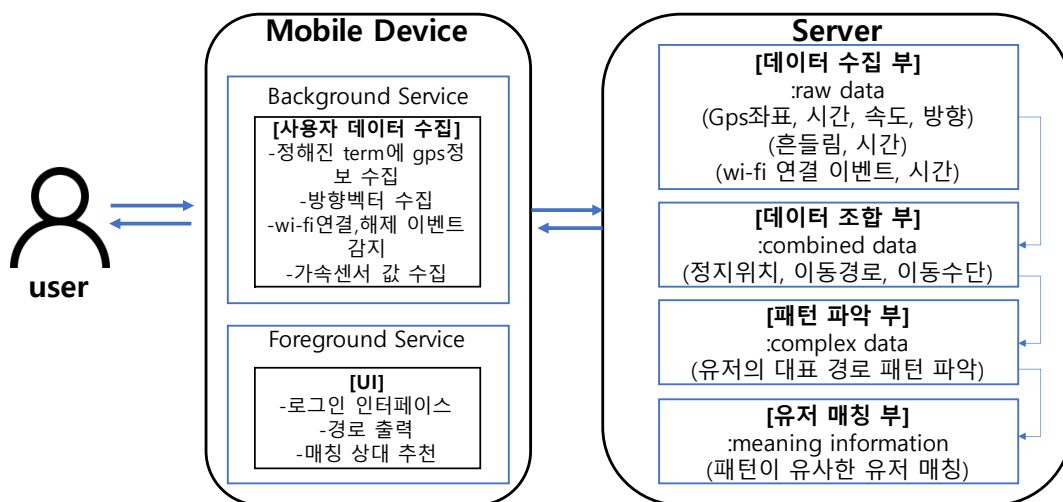 user
Mobile Device
Background Service
[사용자 데이터 수집]
-정해진 term에 gps정
보 수집
-방향벡터 수집
-wi-fi연결,해제 이벤트
감지
-가속센서 값 수집
Foreground Service
[UI]
-로그인 인터페이스
-경로 출력
-매칭 상대 추천
Server
[데이터 수집 부]
:raw data
(Gps좌표, 시간, 속도, 방향)
(흔들림, 시간)
(wi-fi 연결 이벤트, 시간)
[데이터 조합 부]
:combined data
(정지위치, 이동경로, 이동수단)
[패턴 파악 부]
:complex data
(유저의 대표 경로 패턴 파악)
[유저 매칭 부]
:meaning information
(패턴이 유사한 유저 매칭)